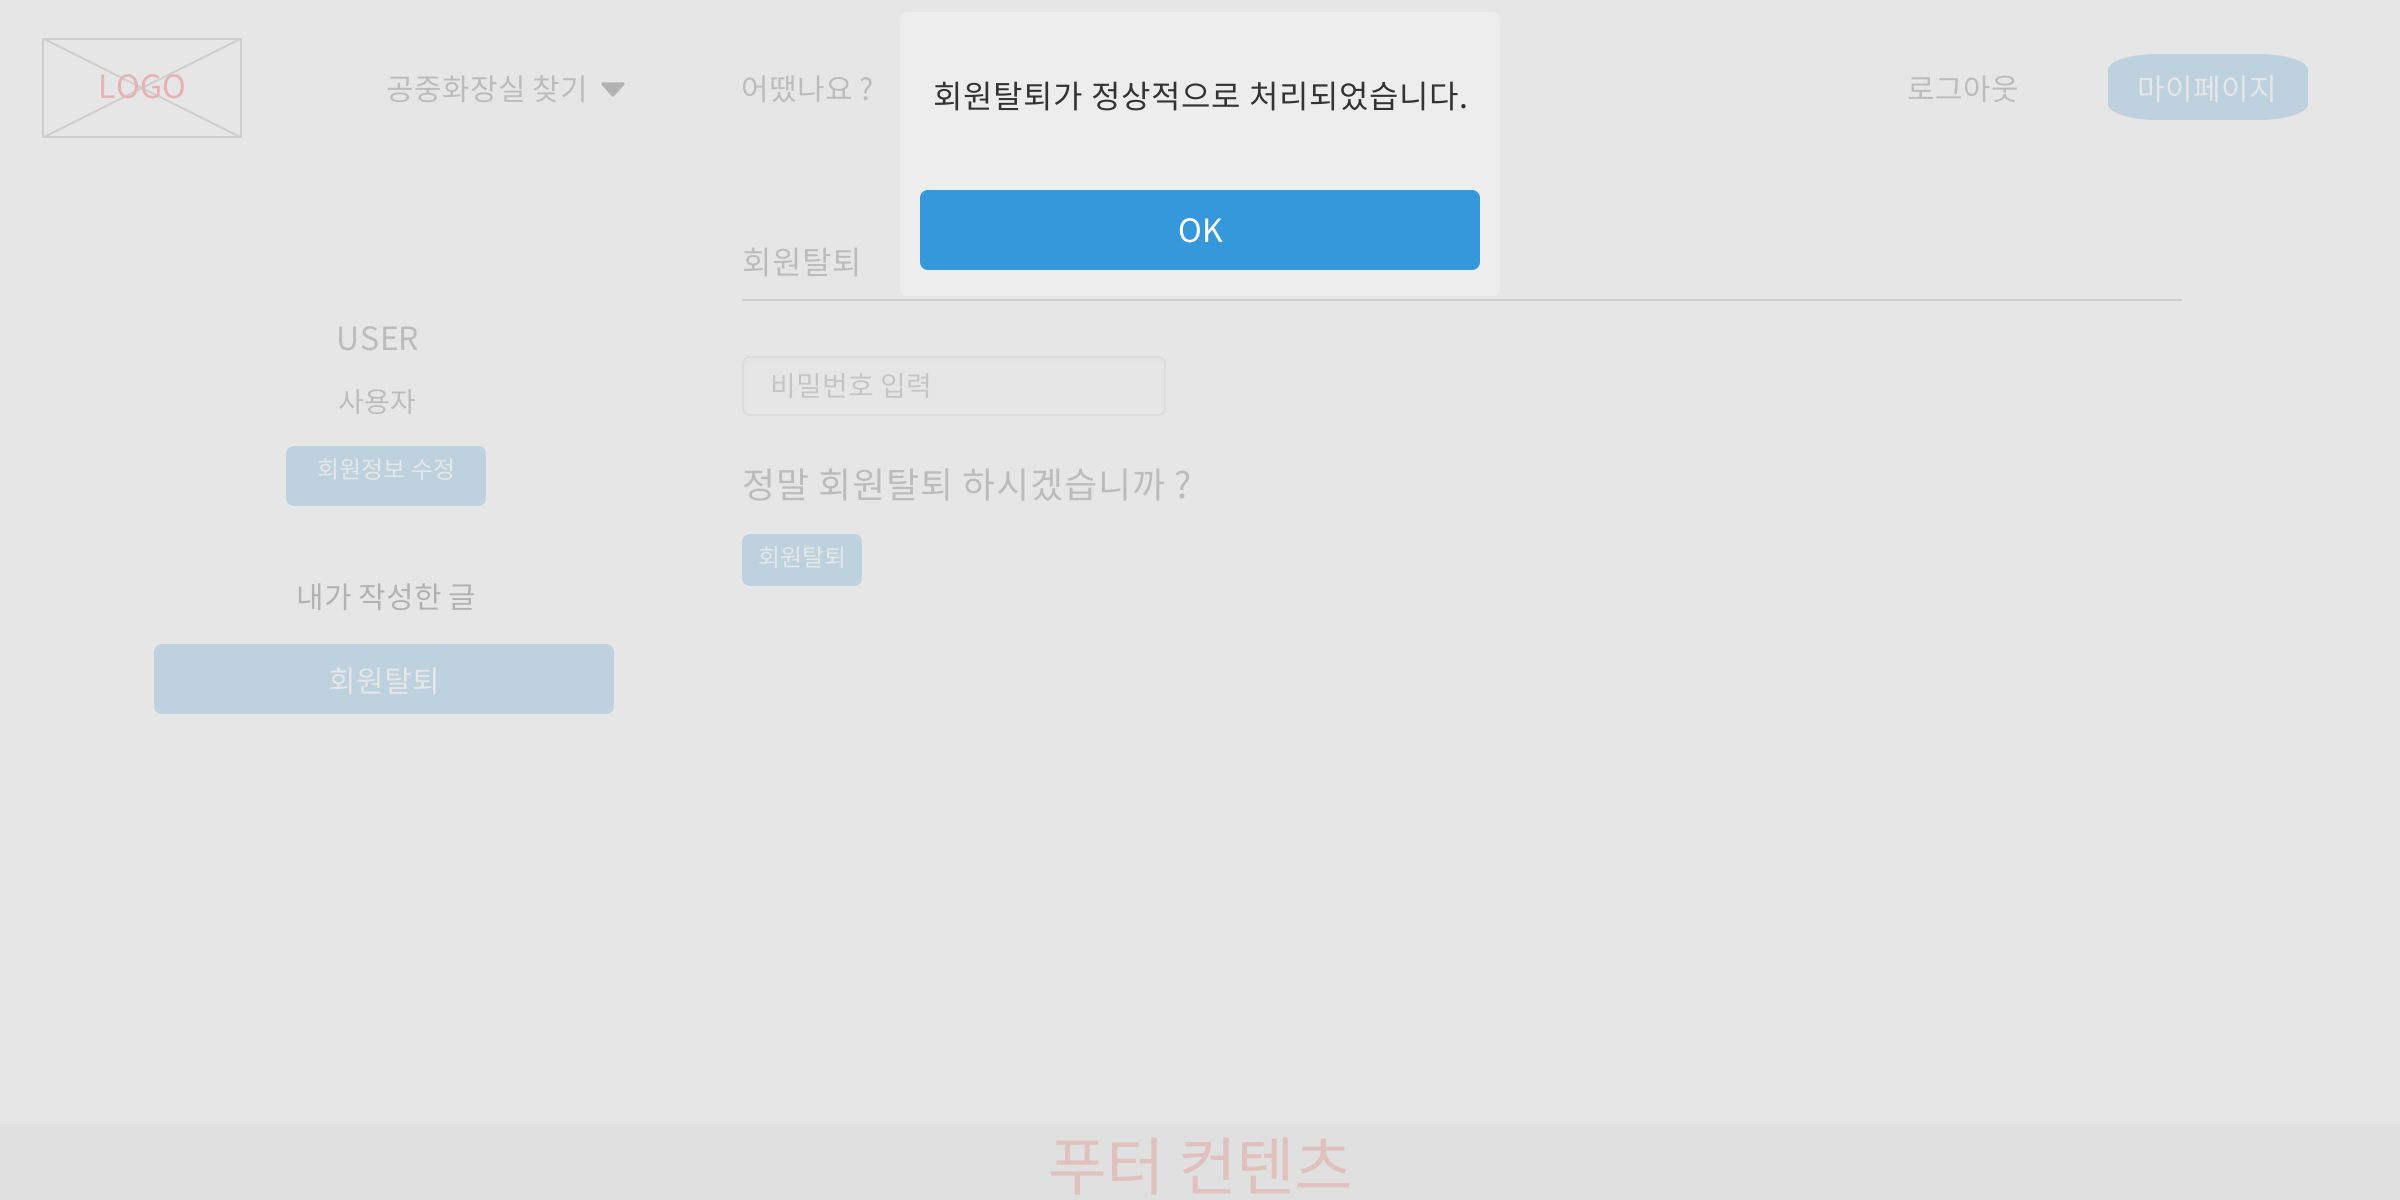 LOGO
공중화장실 찾기
어땠나요 ?
로그아웃
마이페이지
회원탈퇴가 정상적으로 처리되었습니다.
OK
회원탈퇴
USER
사용자
회원정보 수정
내가 작성한 글
회원탈퇴
비밀번호 입력
정말 회원탈퇴 하시겠습니까 ?
회원탈퇴
푸터 컨텐츠